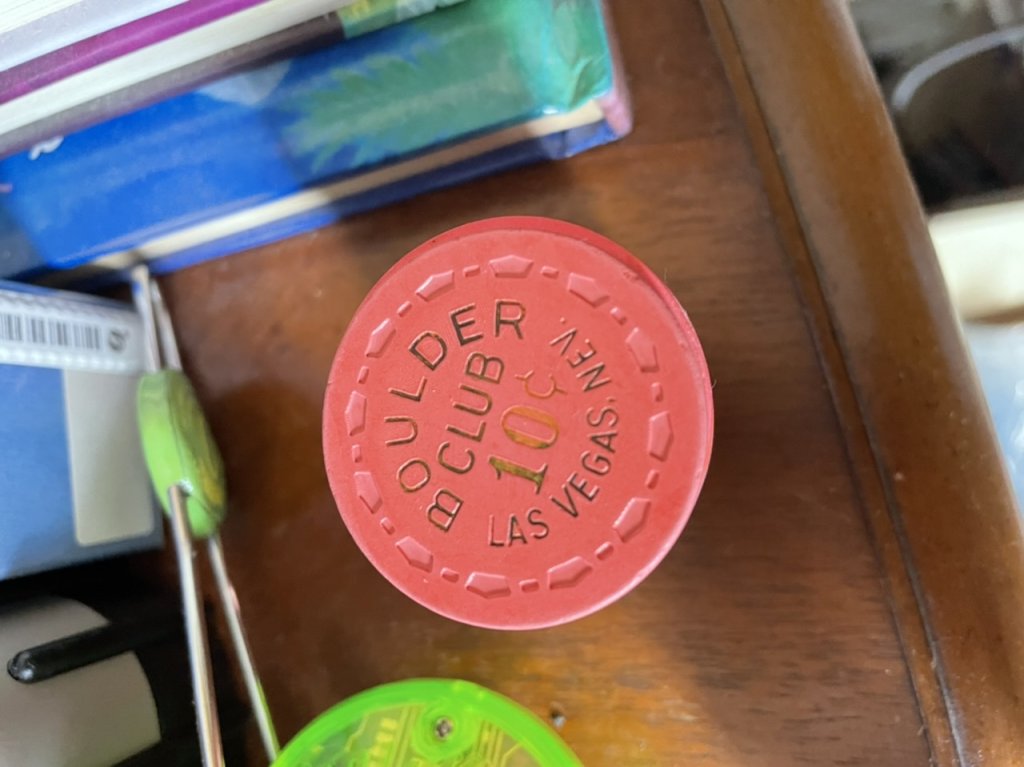 BOULDER
CLUB
10¢
LAS VEGAS, NEV.